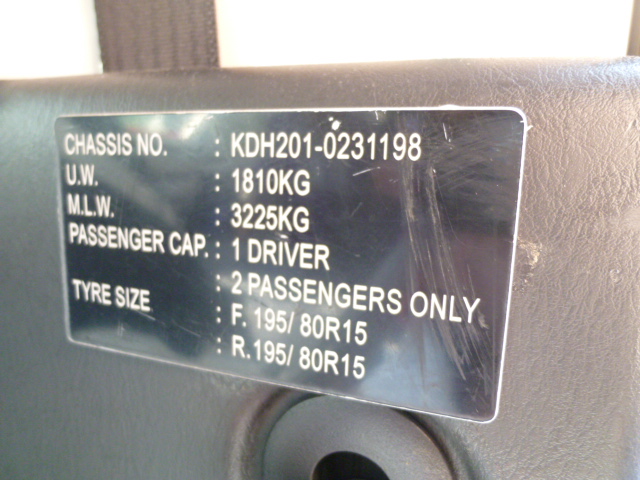 CHASSIS NO. : KDH201-0231198
U.W. : 1810KG
M.L.W. : 3225KG
PASSENGER CAP. : 1 DRIVER
: 2 PASSENGERS ONLY
TYRE SIZE : F. 195/ 80R15
: R.195/ 80R15